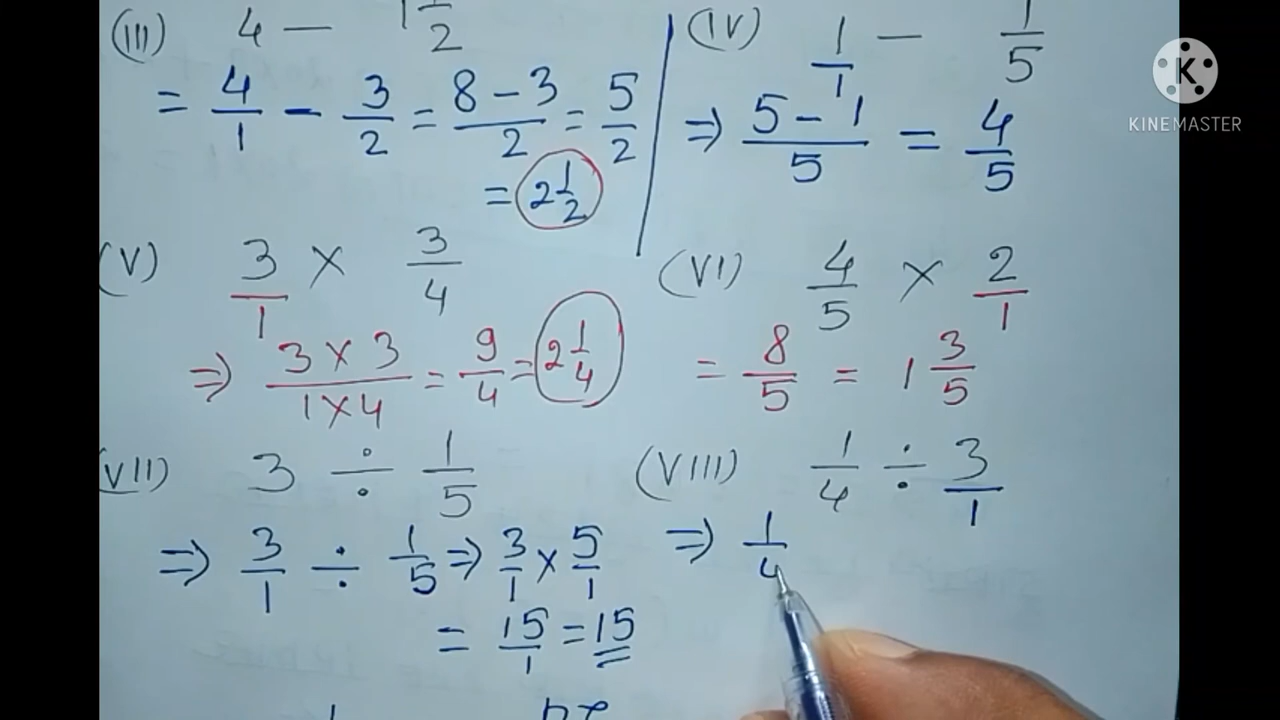 (III) 4 - 1 1/2
= 4/1 - 3/2 = 8-3/2 = 5/2
= 2 1/2
(IV) 1/1 - 1/5
⇒ 5-1/5 = 4/5
(V) 3/1 × 3/4
⇒ 3×3/1×4 = 9/4 = 2 1/4
(VI) 4/5 × 2/1
= 8/5 = 1 3/5
(VII) 3 ÷ 1/5
⇒ 3/1 ÷ 1/5 ⇒ 3/1 × 5/1
= 15/1 = 15
(VIII) 1/4 ÷ 3/1
⇒ 1/4
KINEMASTER